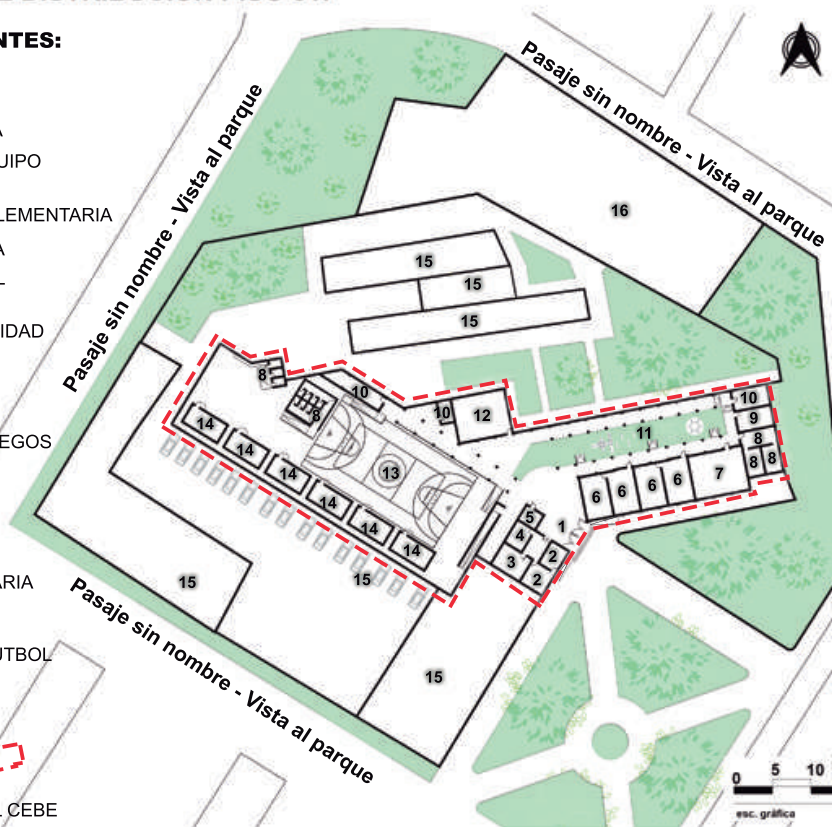 NTES:
A
UIPO
LEMENTARIA
A
L
IDAD
EGOS
ARIA
UTBOL
L CEBE
Pasaje sin nombre - Vista al parque
Pasaje sin nombre - Vista al parque
16
15
15
15
8
10
8
10
12
11
10
9
8
8
8
14
14
14
14
14
14
13
6
6
6
6
7
5
4
3
2
2
1
15
15
15
Pasaje sin nombre - Vista al parque
0 5 10
esc. gráfica